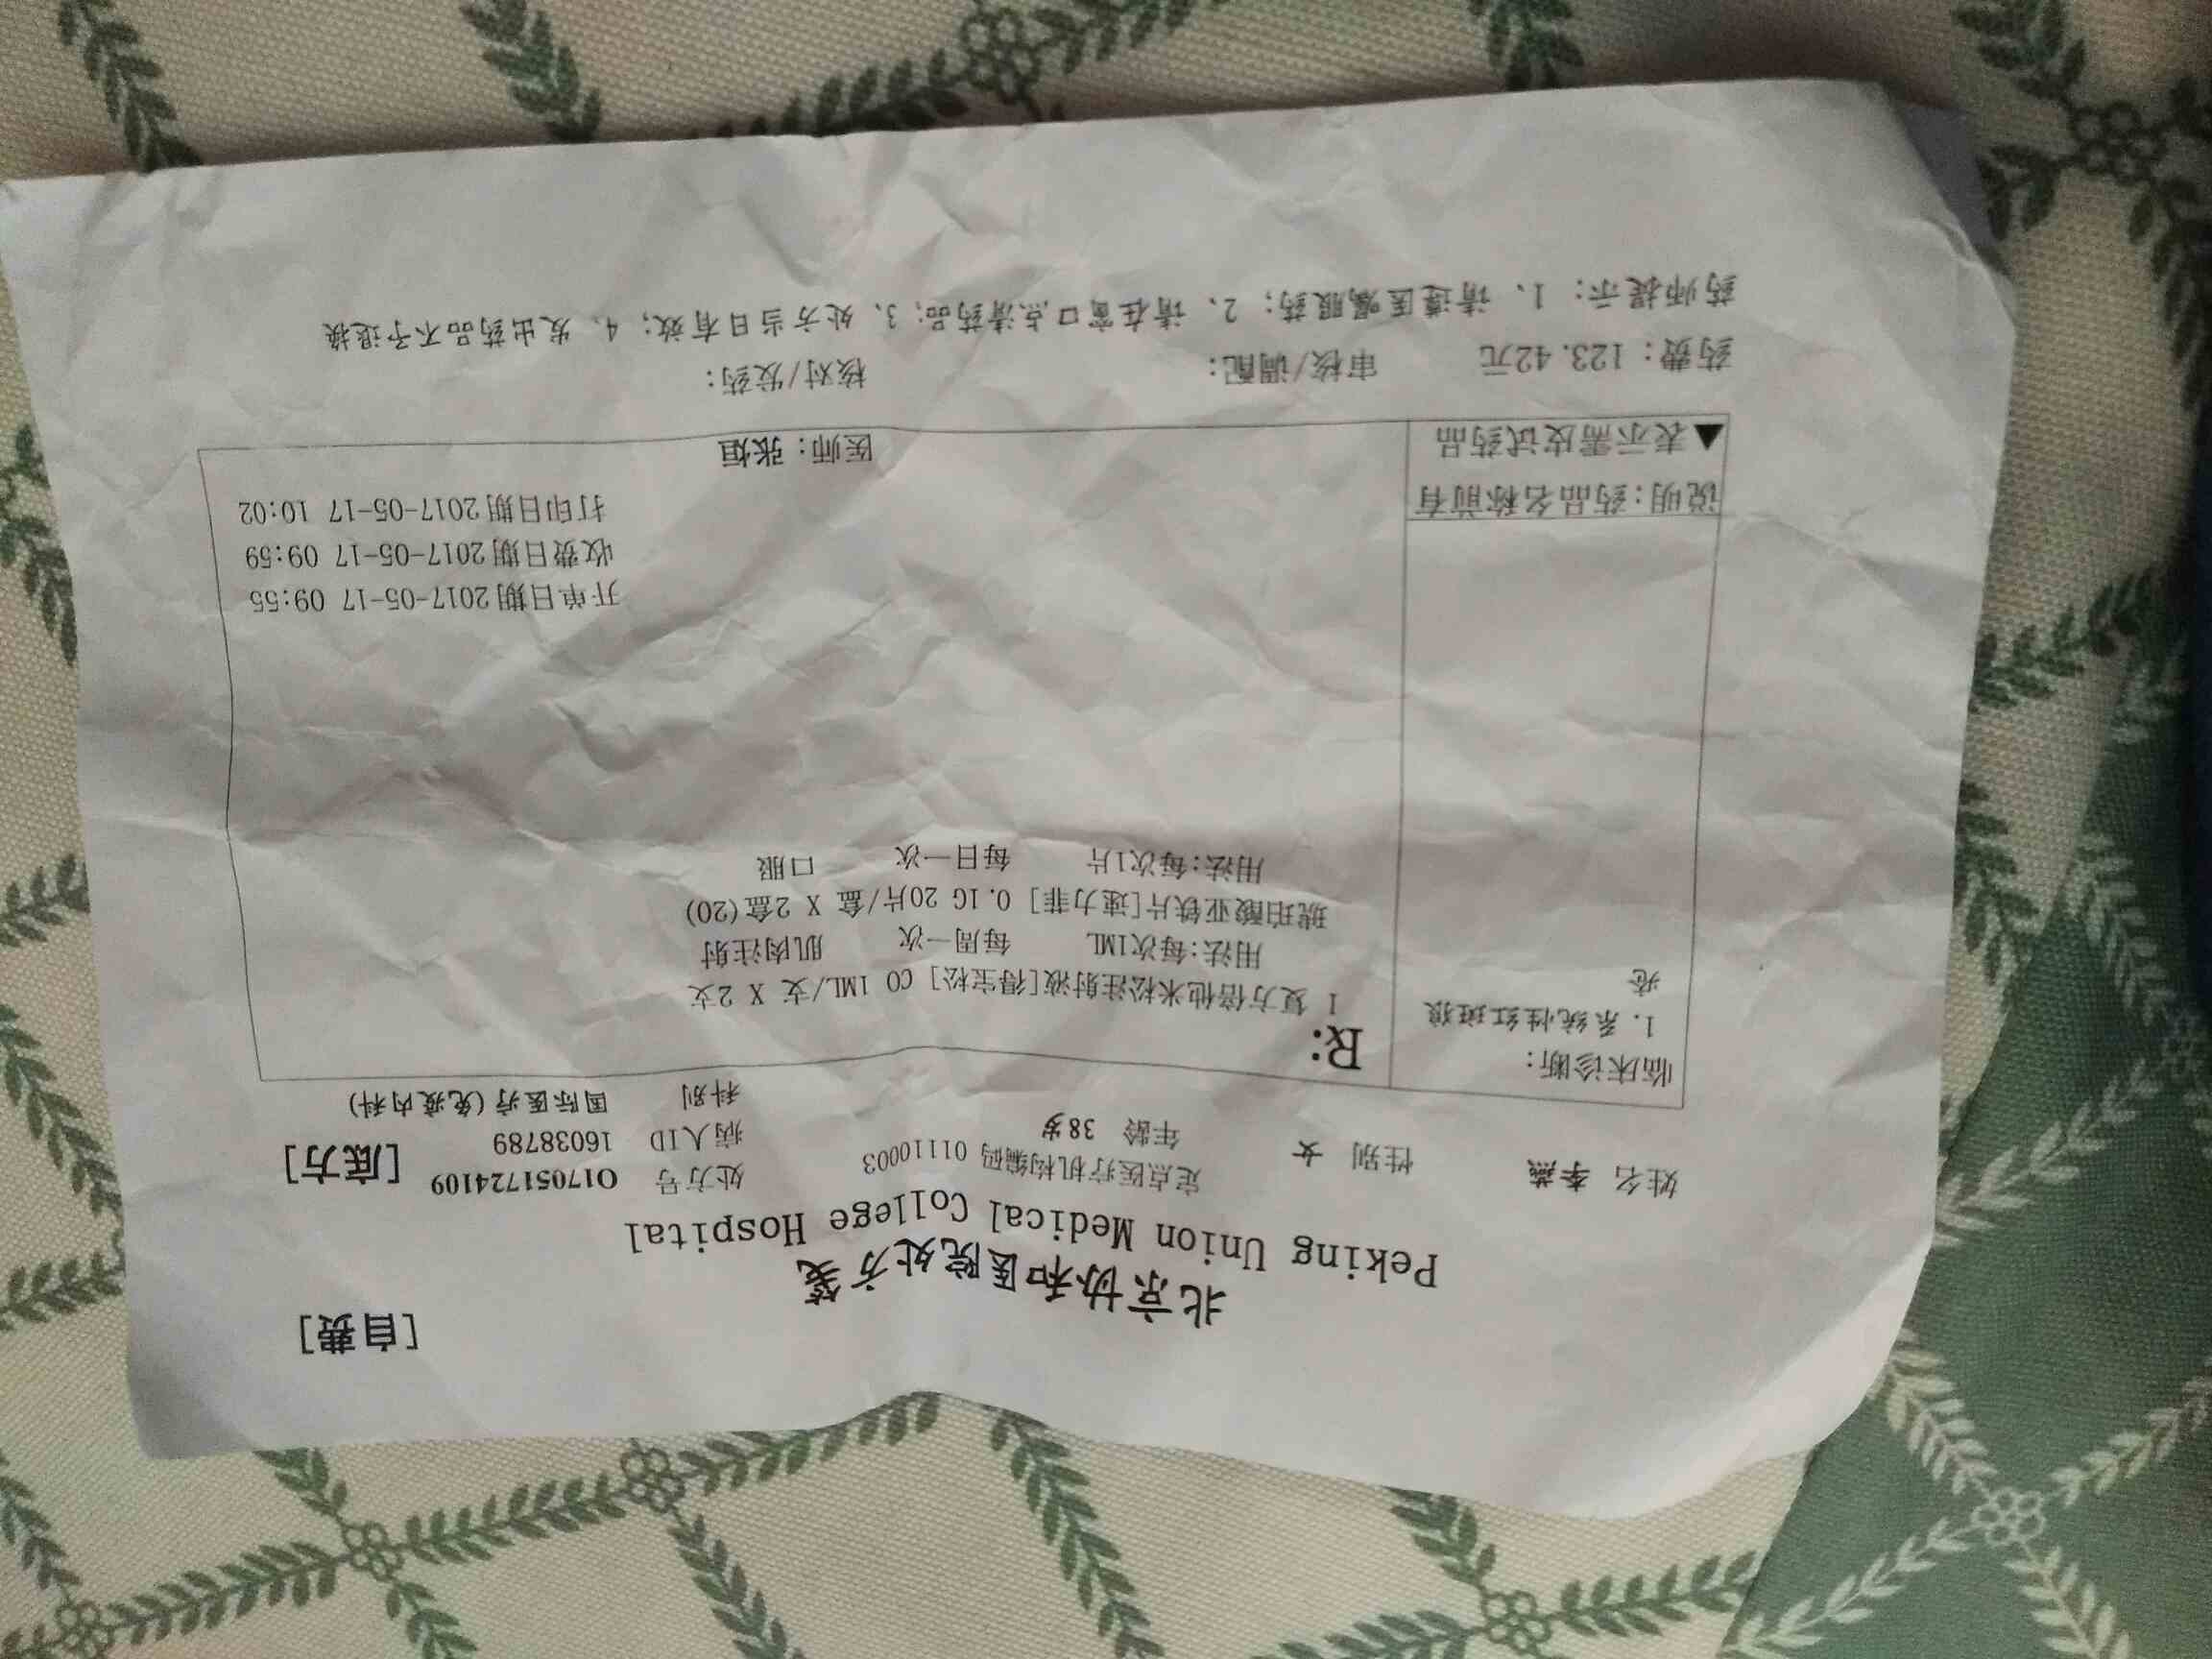 [自费]
北京协和医院处方笺
Peking Union Medical College Hospital
定点医疗机构编码 01110003 处方号 O17051724109 [底方]
姓名 李燕 性别 女 年龄 38岁 病人ID 16038789
科别 国际医疗(免疫内科)
临床诊断:
1. 系统性红斑狼
疮
R:
1 复方倍他米松注射液[得宝松] CO 1ML/支 X 2支
用法:每次1ML 每周一次 肌肉注射
琥珀酸亚铁片[速力菲] 0.1G 20片/盒 X 2盒(20)
用法:每次1片 每日一次 口服
开单日期2017-05-17 09:55
收费日期2017-05-17 09:59
打印日期2017-05-17 10:02
说明:药品名称前有
▲表示需皮试药品
医师: 张烜
药费: 123.42元 审核/调配: 核对/发药:
药师提示: 1、请遵医嘱服药; 2、请在窗口点清药品; 3、处方当日有效; 4、发出药品不予退换